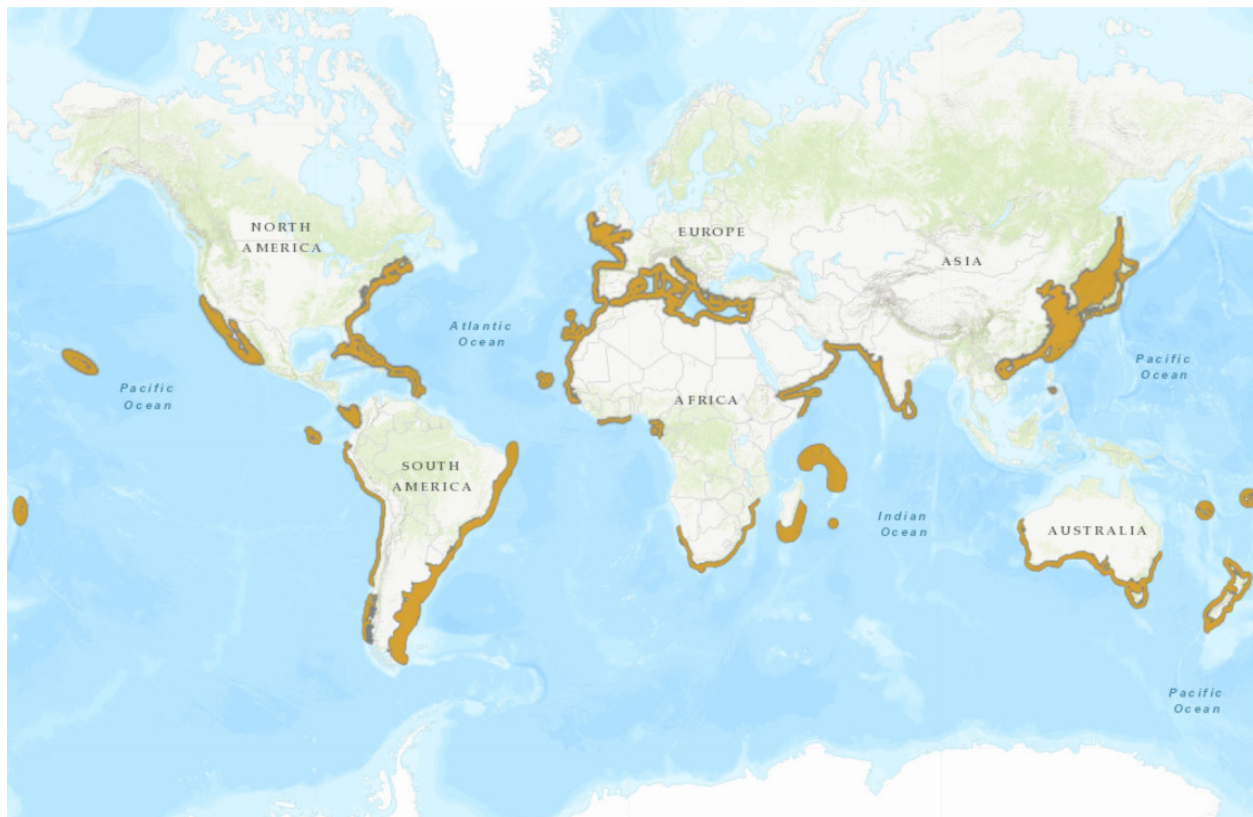 NORTH
AMERICA
EUROPE
ASIA
Atlantic
Ocean
Pacific
Ocean
Pacific
Ocean
AFRICA
SOUTH
AMERICA
Indian
Ocean
AUSTRALIA
Pacific
Ocean